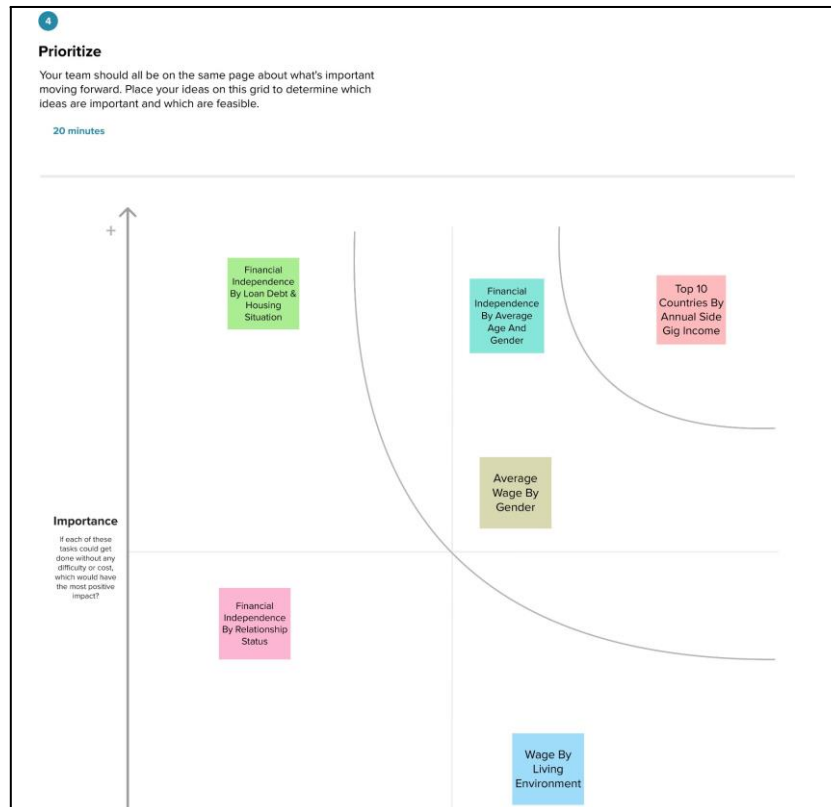 4
Prioritize
Your team should all be on the same page about what's important
moving forward. Place your ideas on this grid to determine which
ideas are important and which are feasible.
20 minutes
+
Financial
Independence
By Loan Debt &
Housing
Situation
Financial
Independence
By Average
Age And
Gender
Top 10
Countries By
Annual Side
Gig Income
Average
Wage By
Gender
Importance
If each of these
tasks could get
done without any
difficulty or cost,
which would have
the most positive
impact?
Financial
Independence
By Relationship
Status
Wage By
Living
Environment